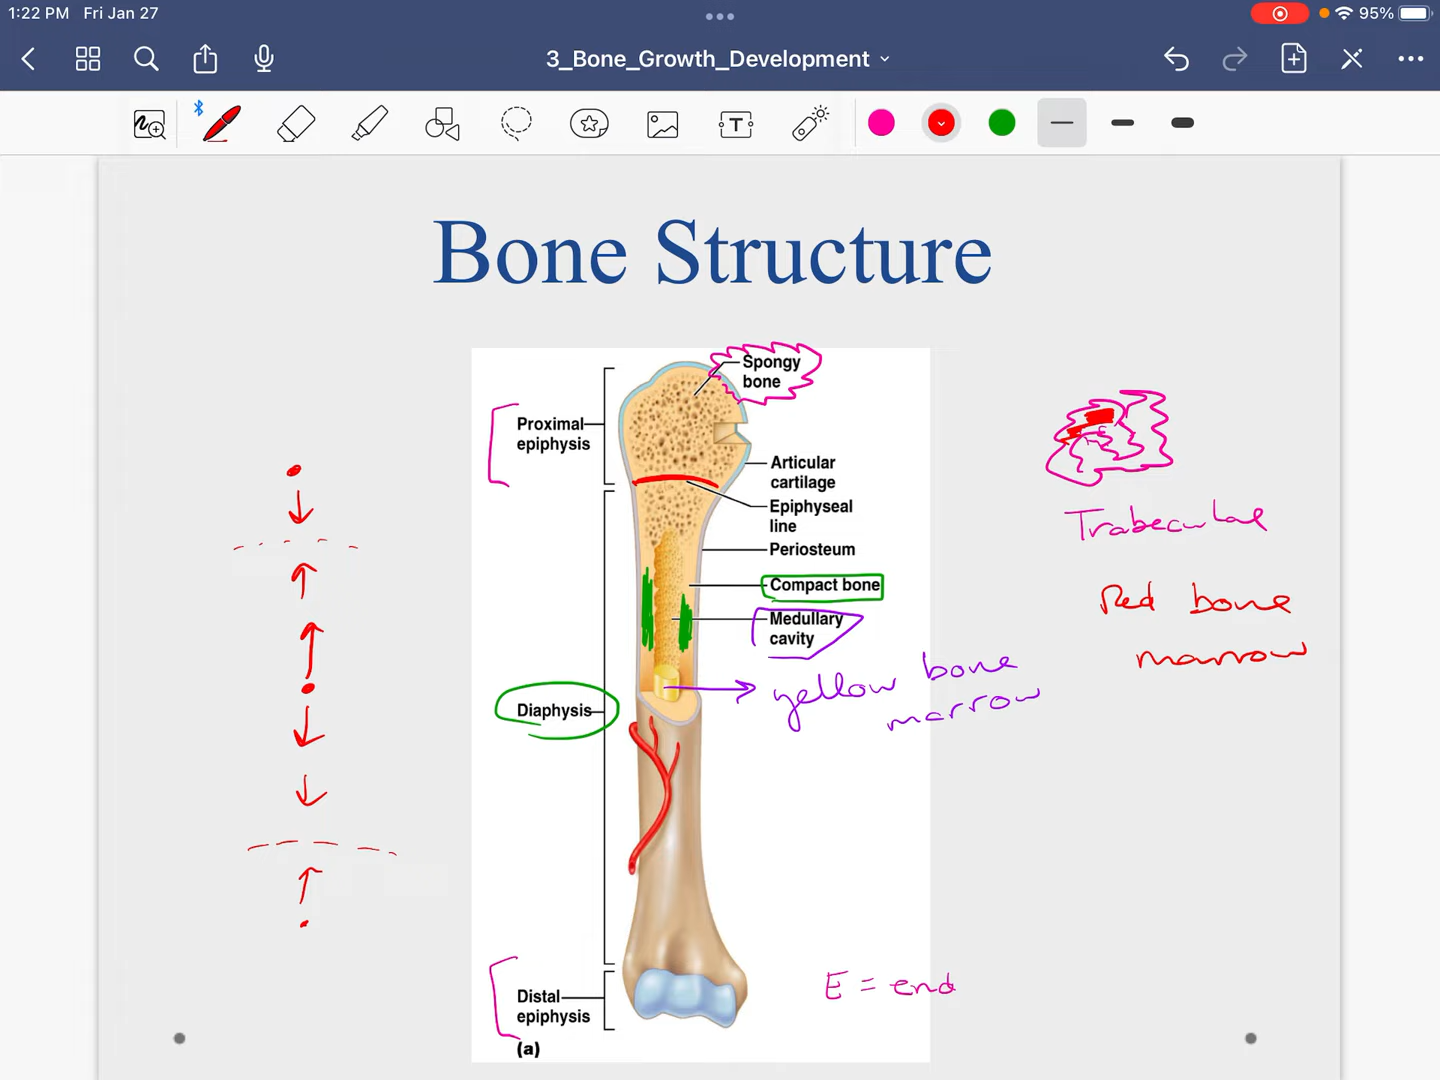 1:22 PM Fri Jan 27
95%
3_Bone_Growth_Development
T
Bone Structure
Spongy
bone
Proximal
epiphysis
Articular
cartilage
Epiphyseal
line
Trabeculae
Periosteum
Compact bone
Red bone
marrow
Medullary
cavity
yellow bone
marrow
Diaphysis
E = end
Distal
epiphysis
(a)